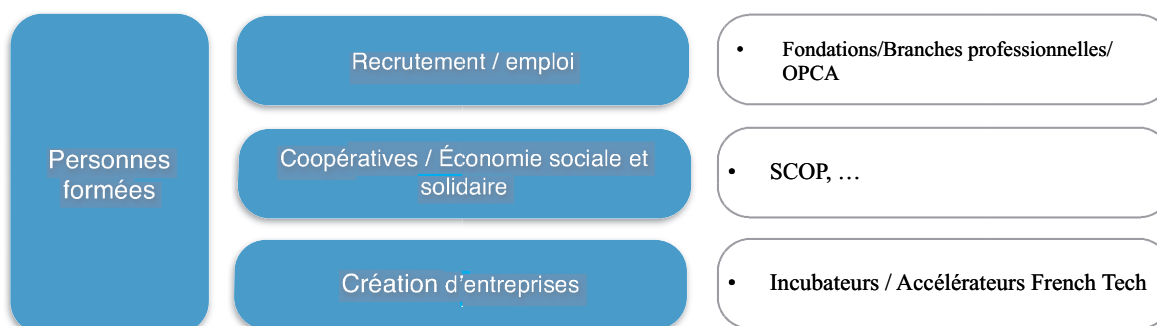 Personnes
formées
Recrutement / emploi
• Fondations/Branches professionnelles/
OPCA
Coopératives / Économie sociale et
solidaire
• SCOP, …
Création d’entreprises
• Incubateurs / Accélérateurs French Tech